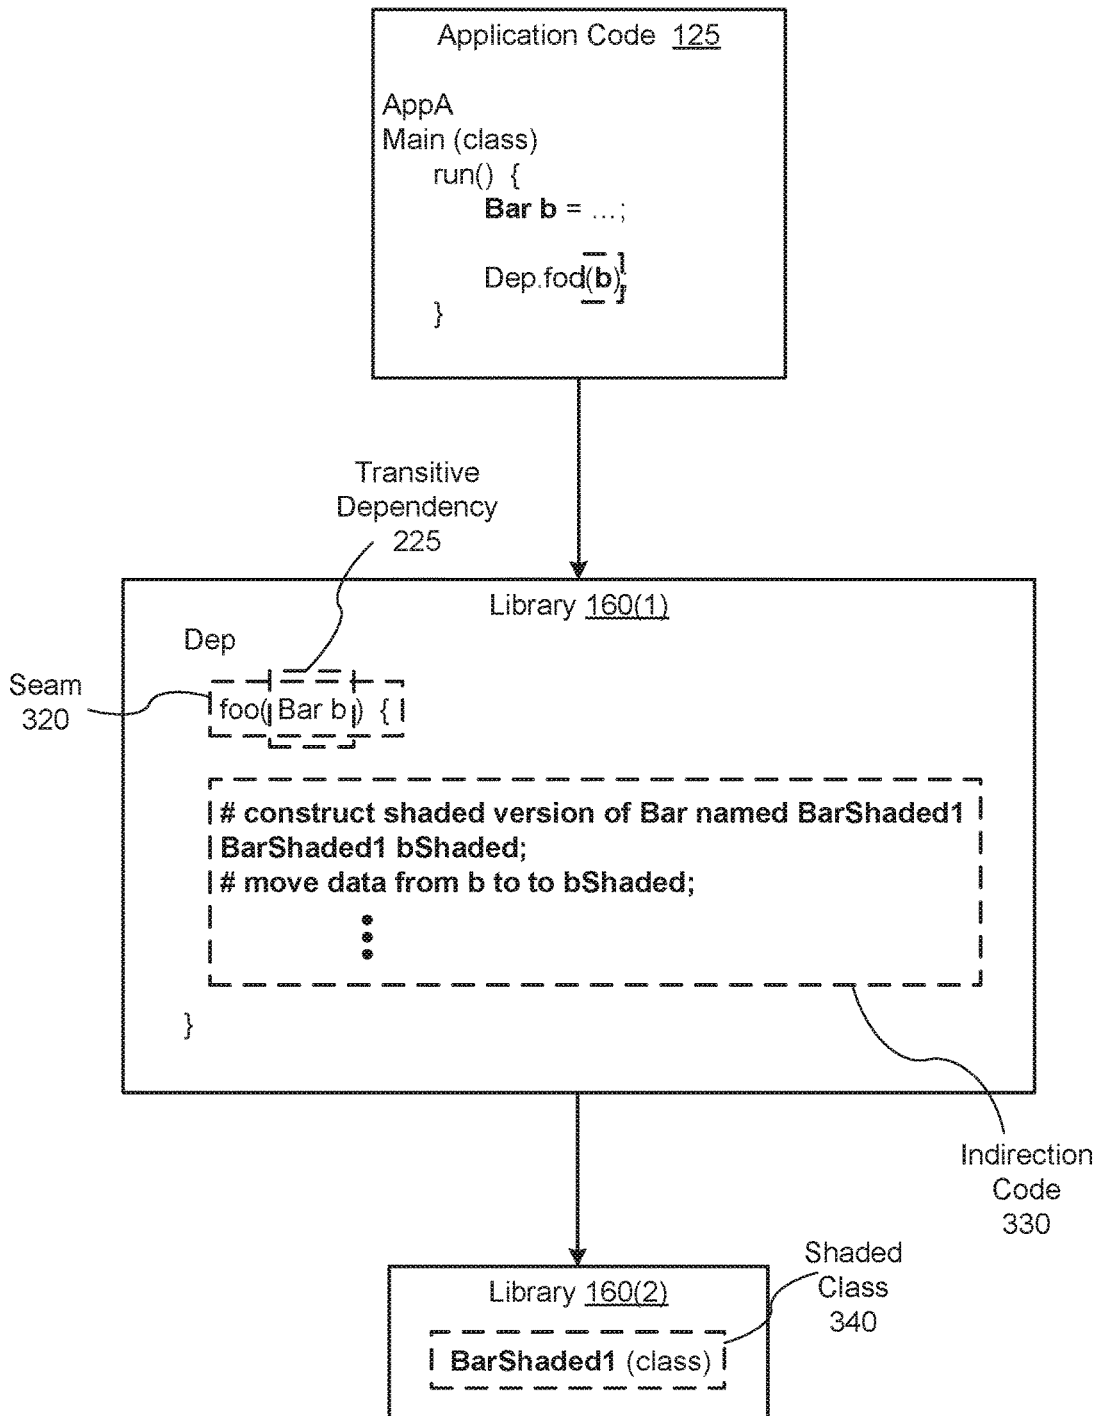 Application Code 125
AppA
Main (class)
run() {
Bar b = ...;
Dep.foo(b);
}
Transitive
Dependency
225
Library 160(1)
Dep
Seam
320
foo( Bar b ) {
# construct shaded version of Bar named BarShaded1
BarShaded1 bShaded;
# move data from b to to bShaded;
}
Indirection
Code
330
Shaded
Class
340
Library 160(2)
BarShaded1 (class)